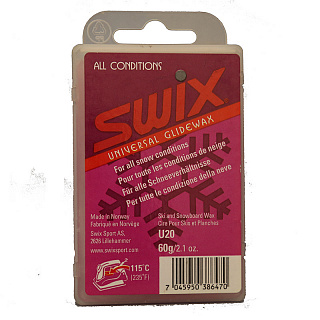 ALL CONDITIONS
SWIX
UNIVERSAL GLIDEWAX
For all snow conditions
Pour toute les conditions de neige
Für alle Schneeverhältnisse
Per tutte le condizioni della neve
Made in Norway
Fabriqué en Norvège
Swix Sport AS,
2626 Lillehammer
www.swixsport.com
Ski and Snowboard Wax
Cire Pour Skis et Planches
U20
60g/2.1 oz.
115°C
(235°F)
7 045950 386470